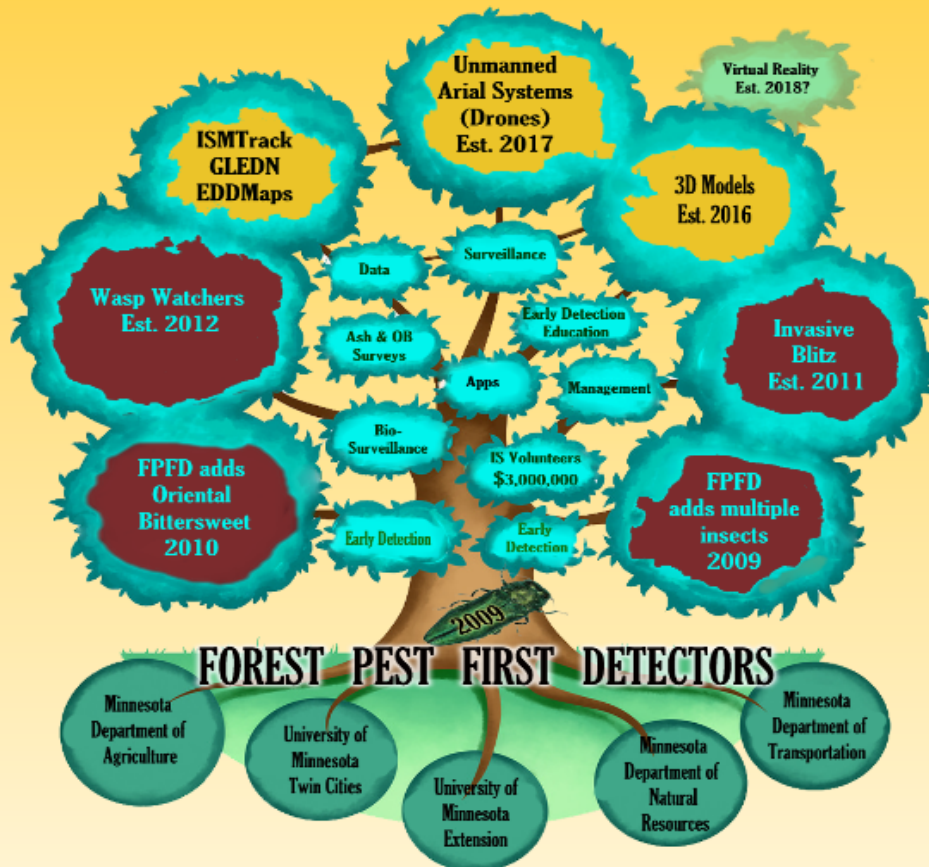 Unmanned
Arial Systems
(Drones)
Est. 2017
Virtual Reality
Est. 2018?
ISMTrack
GLEDN
EDDMaps
3D Models
Est. 2016
Data
Surveillance
Wasp Watchers
Est. 2012
Ash & OB
Surveys
Early Detection
Education
Invasive
Blitz
Est. 2011
Apps
Management
Bio-
Surveillance
IS Volunteers
$3,000,000
FPFD adds
Oriental
Bittersweet
2010
Early Detection
Early
Detection
FPFD
adds multiple
insects
2009
2009
FOREST PEST FIRST DETECTORS
Minnesota
Department of
Agriculture
University of
Minnesota
Twin Cities
University of
Minnesota
Extension
Minnesota
Department of
Natural
Resources
Minnesota
Department of
Transportation